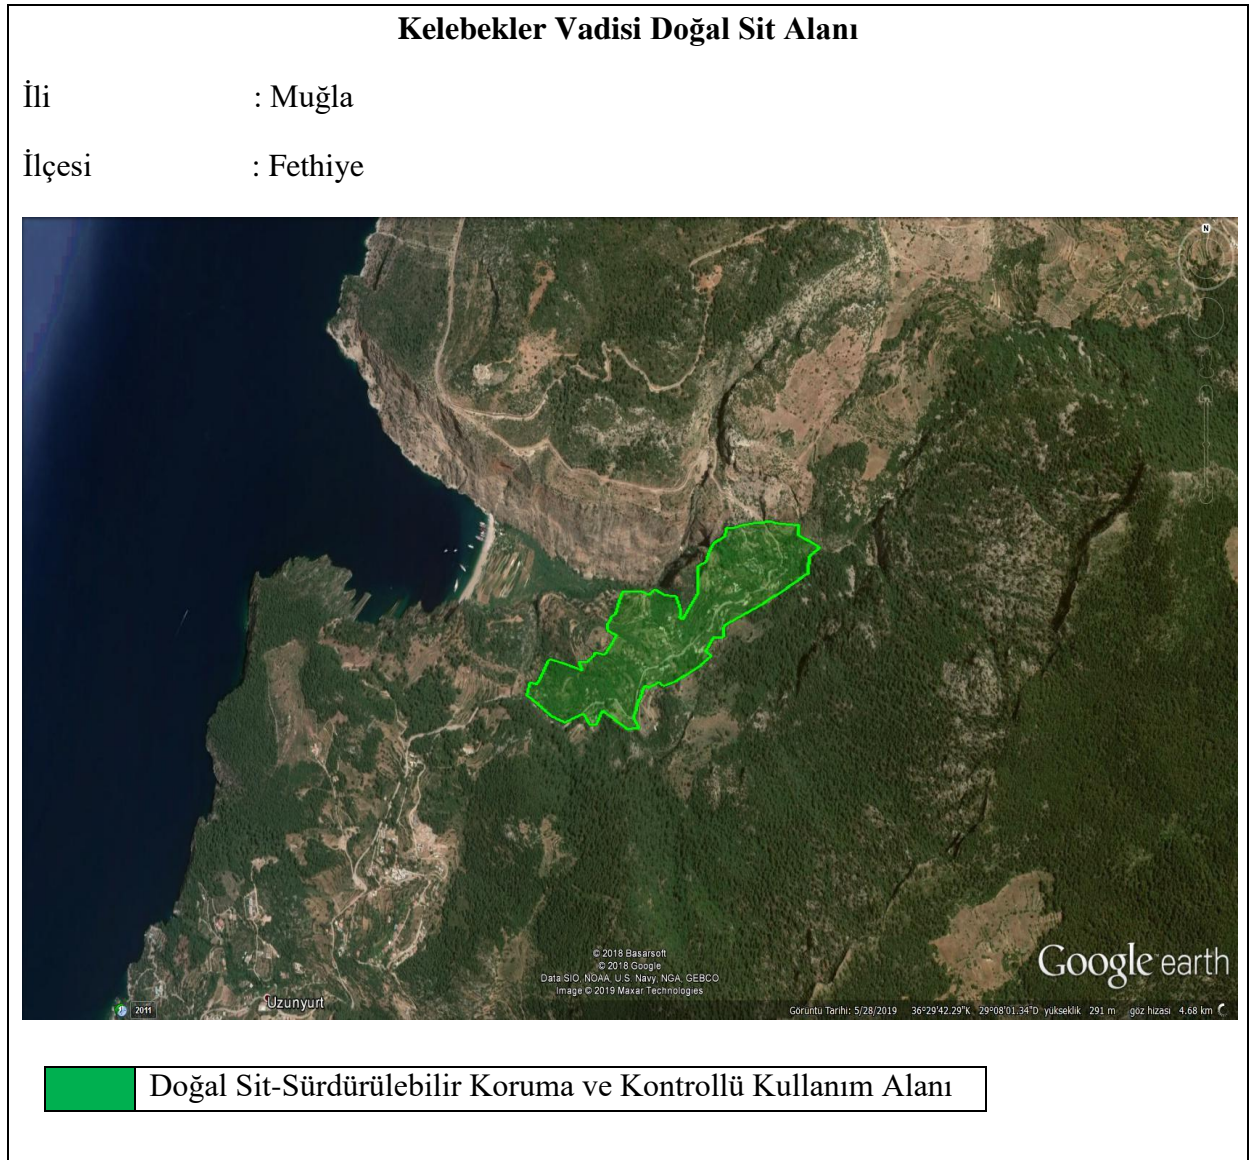 Kelebekler Vadisi Doğal Sit Alanı
İli : Muğla
İlçesi : Fethiye
N
© 2018 Basarsoft
© 2018 Google
Data SIO, NOAA, U.S. Navy, NGA, GEBCO
Image © 2019 Maxar Technologies
Google earth
2011
Uzunyurt
Görüntü Tarihi: 5/28/2019 36°29'42.29"K 29°08'01.34"D yükseklik 291 m göz hizası 4.68 km
Doğal Sit-Sürdürülebilir Koruma ve Kontrollü Kullanım Alanı